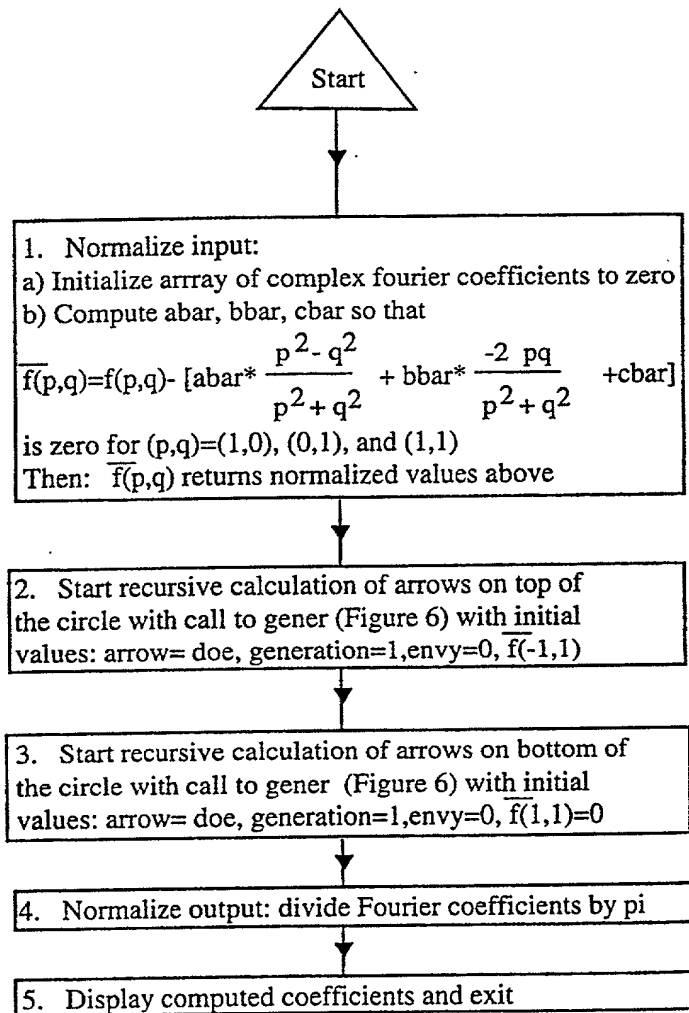 Start
1. Normalize input:
a) Initialize arrray of complex fourier coefficients to zero
b) Compute abar, bbar, cbar so that
f̅(p,q)=f(p,q)- [abar* (p² - q²)/(p² + q²) + bbar* (-2 pq)/(p² + q²) +cbar]
is zero for (p,q)=(1,0), (0,1), and (1,1)
Then: f̅(p,q) returns normalized values above
2. Start recursive calculation of arrows on top of
the circle with call to gener (Figure 6) with initial
values: arrow= doe, generation=1,envy=0, f̅(-1,1)
3. Start recursive calculation of arrows on bottom of
the circle with call to gener (Figure 6) with initial
values: arrow= doe, generation=1,envy=0, f̅(1,1)=0
4. Normalize output: divide Fourier coefficients by pi
5. Display computed coefficients and exit